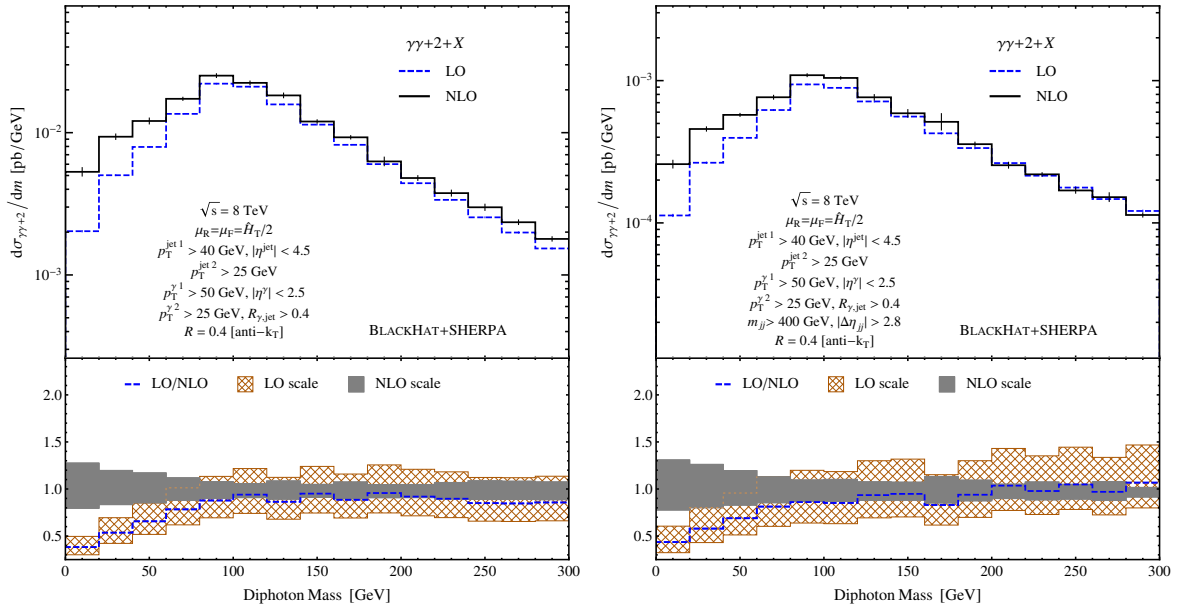 γγ+2+X
LO
NLO
dσγγ+2/dm [pb/GeV]
10⁻²
10⁻³
√s = 8 TeV
μR=μF=ĤT/2
pT^jet 1 > 40 GeV, |η^jet| < 4.5
pT^jet 2 > 25 GeV
pT^γ 1 > 50 GeV, |η^γ| < 2.5
pT^γ 2 > 25 GeV, Rγ,jet > 0.4
R = 0.4 [anti−kT]
BLACKHAT+SHERPA
LO/NLO LO scale NLO scale
2.0
1.5
1.0
0.5
0 50 100 150 200 250 300
Diphoton Mass [GeV]
γγ+2+X
LO
NLO
dσγγ+2/dm [pb/GeV]
10⁻³
10⁻⁴
√s = 8 TeV
μR=μF=ĤT/2
pT^jet 1 > 40 GeV, |η^jet| < 4.5
pT^jet 2 > 25 GeV
pT^γ 1 > 50 GeV, |η^γ| < 2.5
pT^γ 2 > 25 GeV, Rγ,jet > 0.4
mjj > 400 GeV, |Δηjj| > 2.8
R = 0.4 [anti−kT]
BLACKHAT+SHERPA
LO/NLO LO scale NLO scale
2.0
1.5
1.0
0.5
0 50 100 150 200 250 300
Diphoton Mass [GeV]